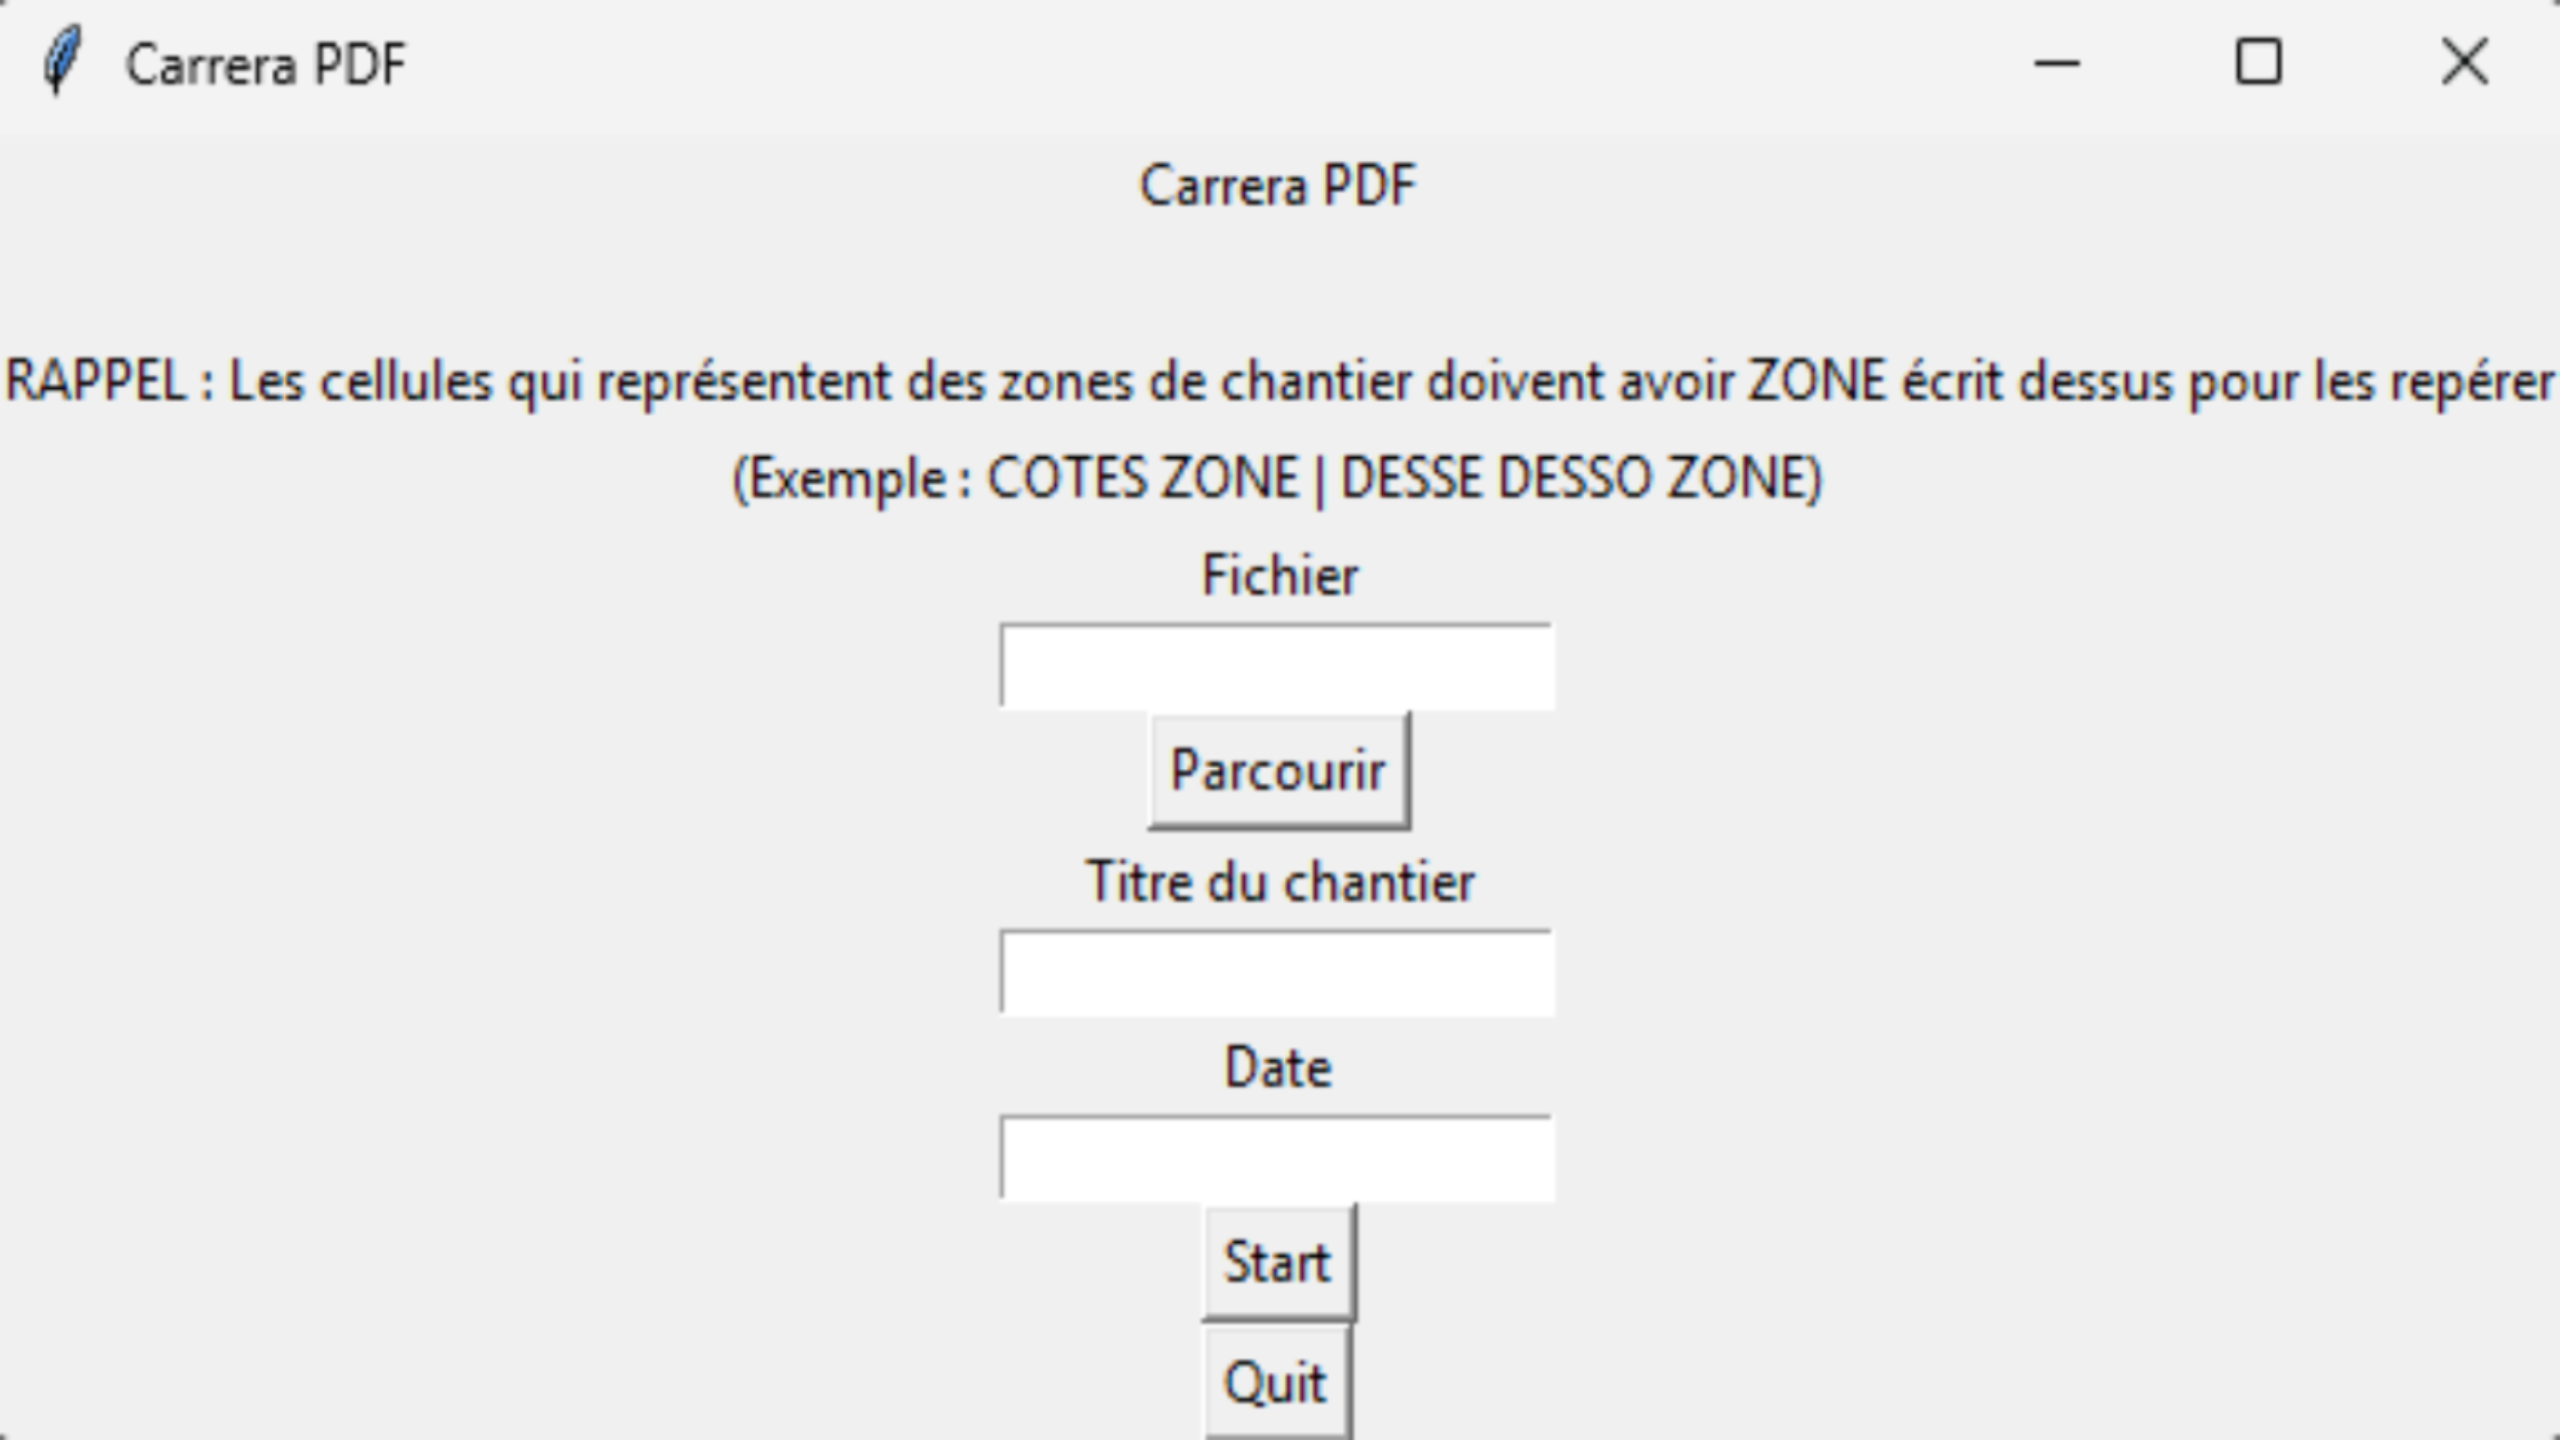 Carrera PDF
Carrera PDF
RAPPEL : Les cellules qui représentent des zones de chantier doivent avoir ZONE écrit dessus pour les repérer
(Exemple : COTES ZONE | DESSE DESSO ZONE)
Fichier
Parcourir
Titre du chantier
Date
Start
Quit